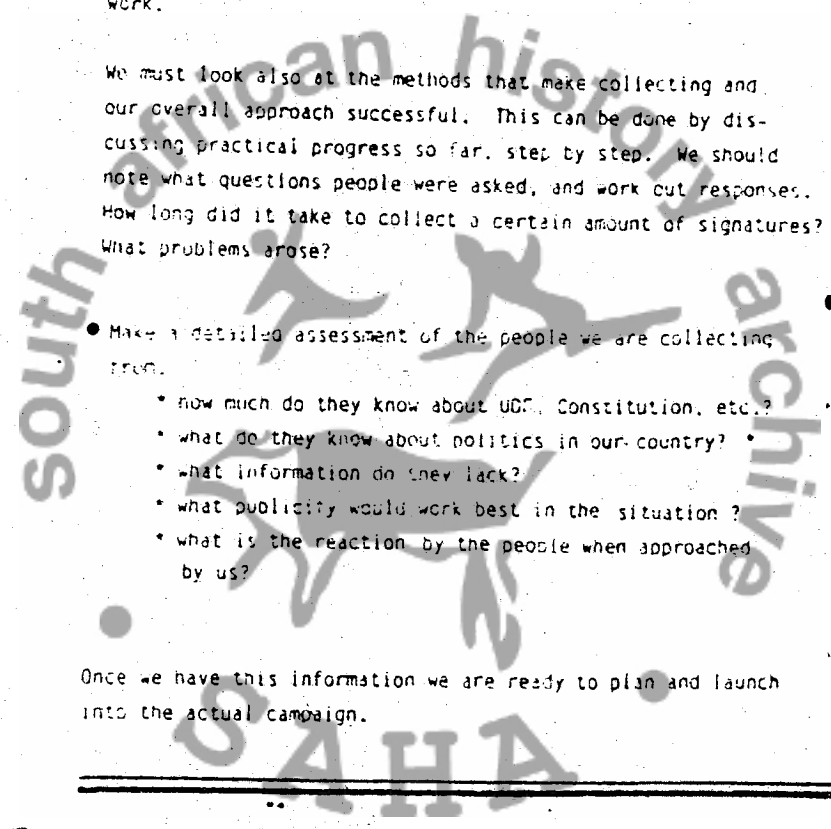 work.
We must look also at the methods that make collecting and
our overall approach successful. This can be done by dis-
cussing practical progress so far, step by step. We should
note what questions people were asked, and work out responses.
How long did it take to collect a certain amount of signatures?
What problems arose?
● Make a detailed assessment of the people we are collecting
from.
* how much do they know about UDF, Constitution, etc.?
* what do they know about politics in our country?
* what information do they lack?
* what publicity would work best in the situation ?
* what is the reaction by the people when approached
by us?
Once we have this information we are ready to plan and launch
into the actual campaign.
south african history archive
SAHA